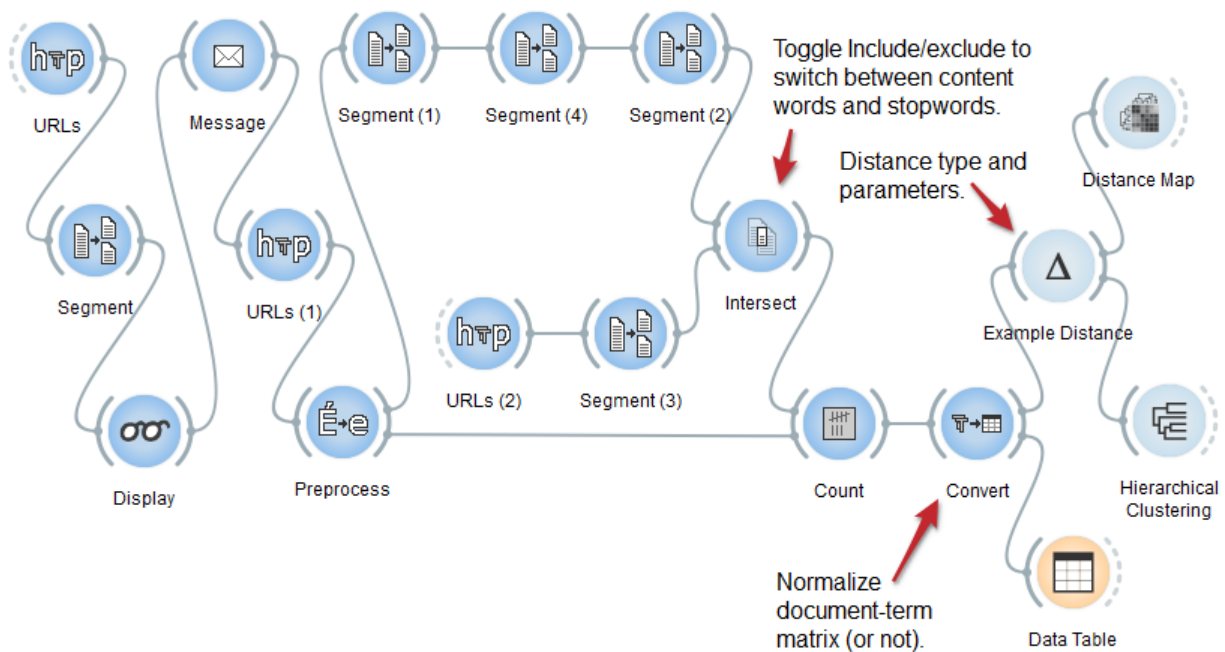 Toggle Include/exclude to
switch between content
words and stopwords.
URLs
Message
Segment (1)
Segment (4)
Segment (2)
Distance type and
parameters.
Distance Map
Segment
URLs (1)
Intersect
Example Distance
URLs (2)
Segment (3)
Display
Preprocess
Count
Convert
Hierarchical
Clustering
Normalize
document-term
matrix (or not).
Data Table